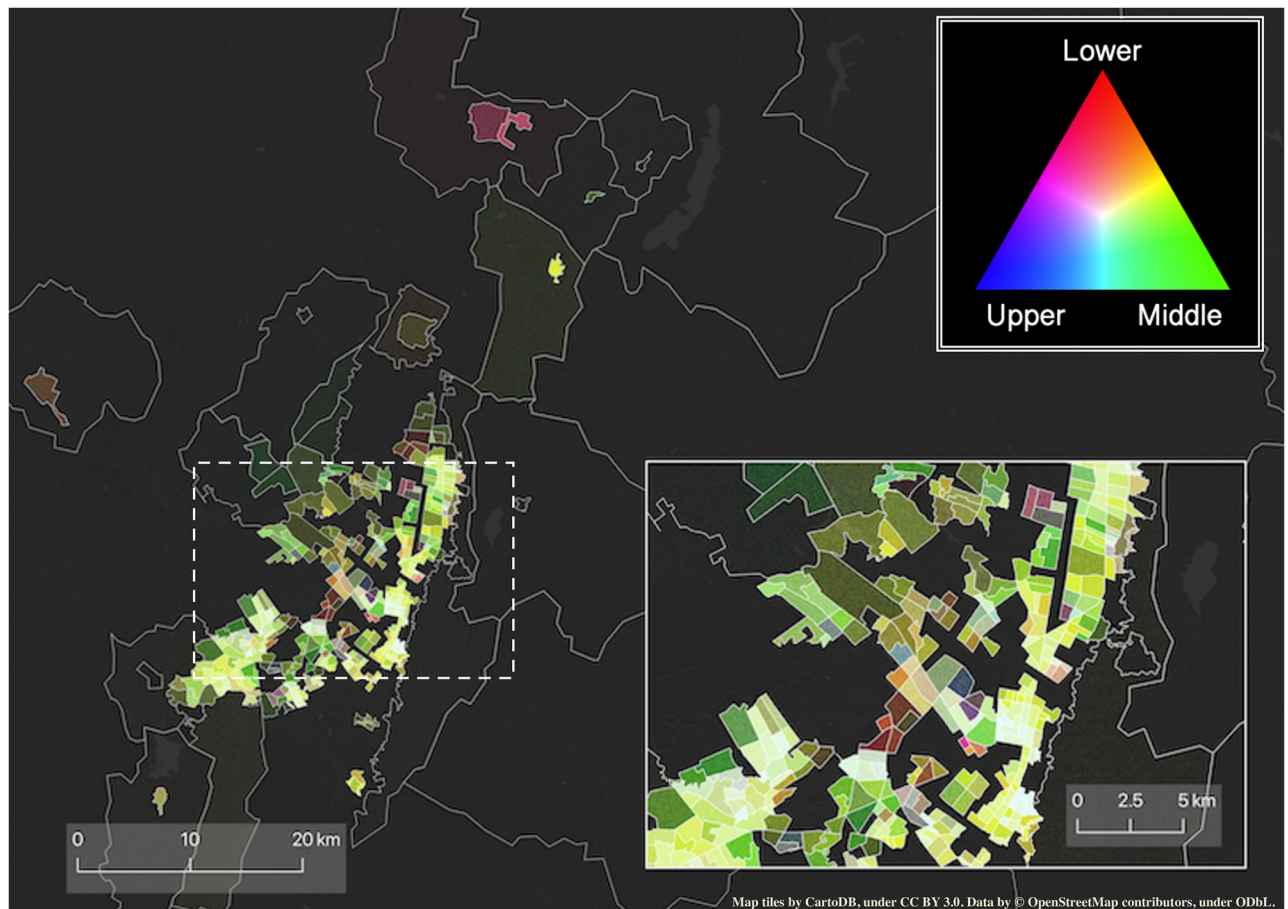 Lower
Upper Middle
0 10 20 km
0 2.5 5 km
Map tiles by CartoDB, under CC BY 3.0. Data by © OpenStreetMap contributors, under ODbL.